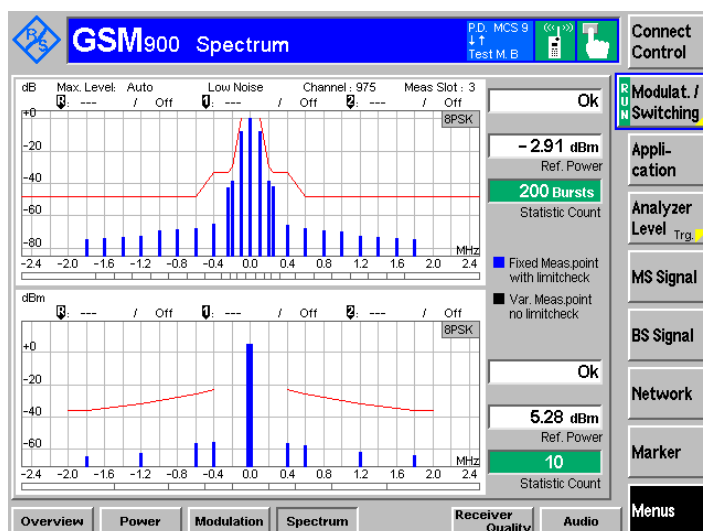 R&S
GSM900 Spectrum
P.D. MCS 9
Test M. B
Connect Control
dB Max. Level: Auto Low Noise Channel : 975 Meas Slot : 3
R: --- / Off 1: --- / Off 2: --- / Off
8PSK
+0
-20
-40
-60
-80
MHz
-2.4 -2.0 -1.6 -1.2 -0.8 -0.4 0.0 0.4 0.8 1.2 1.6 2.0 2.4
Ok
-2.91 dBm
Ref. Power
200 Bursts
Statistic Count
Fixed Meas.point
with limitcheck
Var. Meas.point
no limitcheck
dBm
R: --- / Off 1: --- / Off 2: --- / Off
8PSK
+0
-20
-40
-60
MHz
-2.4 -2.0 -1.6 -1.2 -0.8 -0.4 0.0 0.4 0.8 1.2 1.6 2.0 2.4
Ok
5.28 dBm
Ref. Power
10
Statistic Count
RUN
Modulat. /
Switching
Appli-
cation
Analyzer
Level Trg.
MS Signal
BS Signal
Network
Marker
Menus
Overview Power Modulation Spectrum Receiver Quality Audio